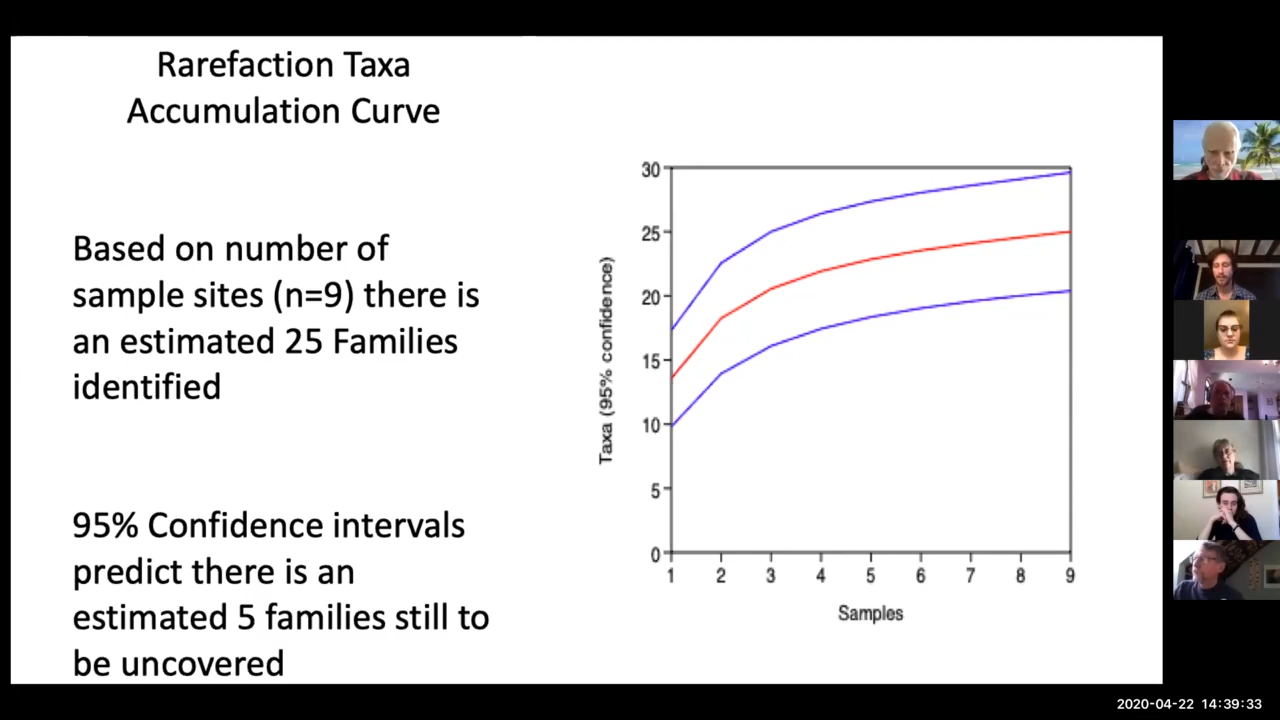 Rarefaction Taxa
Accumulation Curve
Based on number of
sample sites (n=9) there is
an estimated 25 Families
identified
95% Confidence intervals
predict there is an
estimated 5 families still to
be uncovered
Taxa (95% confidence)
30
25
20
15
10
5
0
1 2 3 4 5 6 7 8 9
Samples
2020-04-22 14:39:33